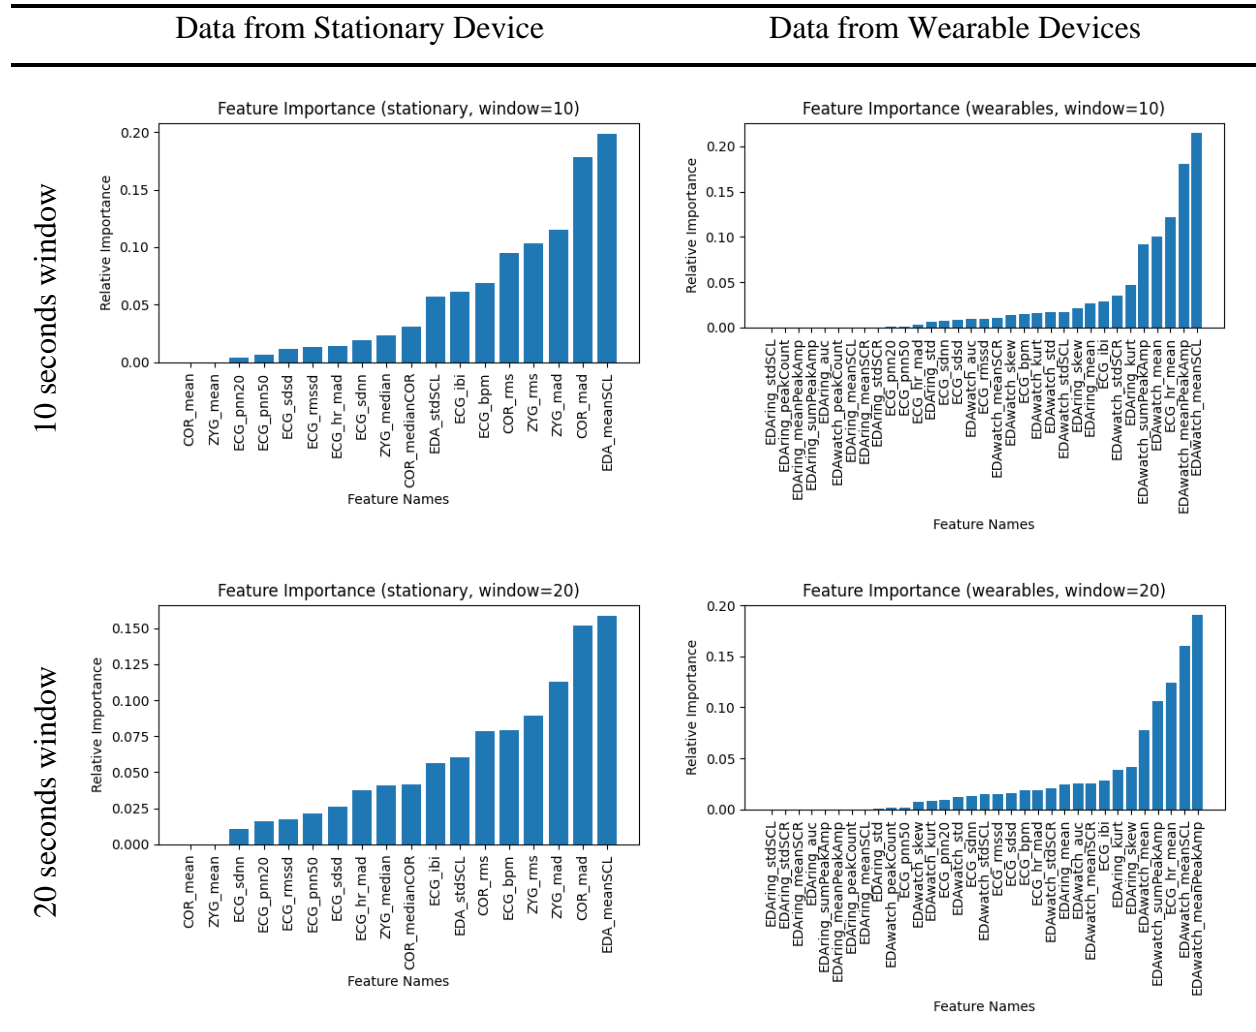 Data from Stationary Device
Data from Wearable Devices
10 seconds window
Feature Importance (stationary, window=10)
Relative Importance
0.20
0.15
0.10
0.05
0.00
COR_mean
ZYG_mean
ECG_pnn20
ECG_pnn50
ECG_sdsd
ECG_rmssd
ECG_hr_mad
ECG_sdnn
ZYG_median
COR_medianCOR
EDA_stdSCL
ECG_ibi
ECG_bpm
COR_rms
ZYG_rms
ZYG_mad
COR_mad
EDA_meanSCL
Feature Names
Feature Importance (wearables, window=10)
Relative Importance
0.20
0.15
0.10
0.05
0.00
EDAring_stdSCL
EDAring_peakCount
EDAring_meanPeakAmp
EDAring_sumPeakAmp
EDAring_auc
EDAwatch_peakCount
EDAring_meanSCL
EDAring_meanSCR
EDAring_stdSCR
ECG_pnn20
ECG_pnn50
ECG_hr_mad
EDAring_std
ECG_sdnn
ECG_sdsd
EDAwatch_auc
ECG_rmssd
EDAwatch_meanSCR
EDAwatch_skew
ECG_bpm
EDAwatch_kurt
EDAwatch_std
EDAwatch_stdSCL
EDAring_skew
EDAring_mean
ECG_ibi
EDAwatch_stdSCR
EDAring_kurt
EDAwatch_sumPeakAmp
EDAwatch_mean
ECG_hr_mean
EDAwatch_meanPeakAmp
EDAwatch_meanSCL
Feature Names
20 seconds window
Feature Importance (stationary, window=20)
Relative Importance
0.150
0.125
0.100
0.075
0.050
0.025
0.000
COR_mean
ZYG_mean
ECG_sdnn
ECG_pnn20
ECG_rmssd
ECG_pnn50
ECG_sdsd
ECG_hr_mad
ZYG_median
COR_medianCOR
ECG_ibi
EDA_stdSCL
COR_rms
ECG_bpm
ZYG_rms
ZYG_mad
COR_mad
EDA_meanSCL
Feature Names
Feature Importance (wearables, window=20)
Relative Importance
0.20
0.15
0.10
0.05
0.00
EDAring_stdSCL
EDAring_stdSCR
EDAring_meanSCR
EDAring_auc
EDAring_sumPeakAmp
EDAring_meanPeakAmp
EDAring_peakCount
EDAring_meanSCL
EDAring_std
EDAwatch_peakCount
ECG_pnn50
EDAwatch_skew
EDAwatch_kurt
ECG_pnn20
EDAwatch_std
ECG_sdnn
EDAwatch_stdSCL
ECG_rmssd
ECG_sdsd
ECG_bpm
ECG_hr_mad
EDAwatch_stdSCR
EDAring_mean
EDAwatch_auc
EDAwatch_meanSCR
ECG_ibi
EDAring_kurt
EDAring_skew
EDAwatch_mean
EDAwatch_sumPeakAmp
ECG_hr_mean
EDAwatch_meanSCL
EDAwatch_meanPeakAmp
Feature Names